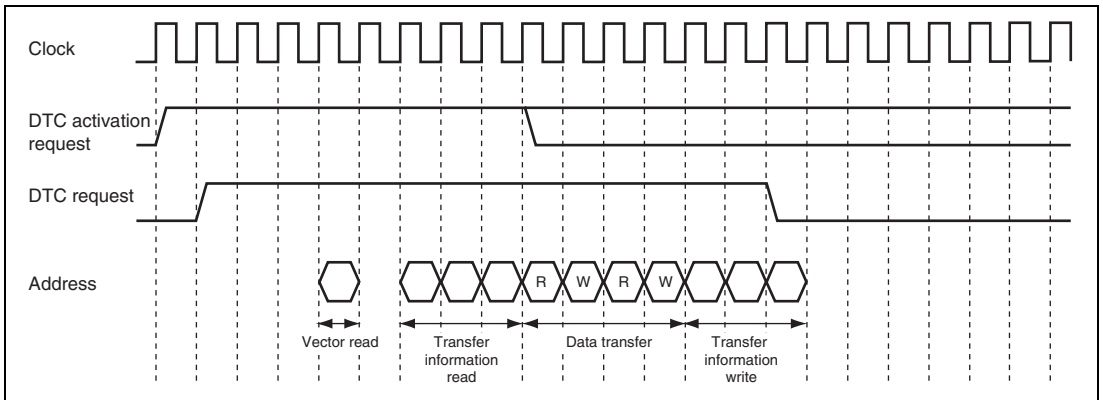 Clock
DTC activation
request
DTC request
Address
R W R W
Vector read
Transfer
information
read
Data transfer
Transfer
information
write